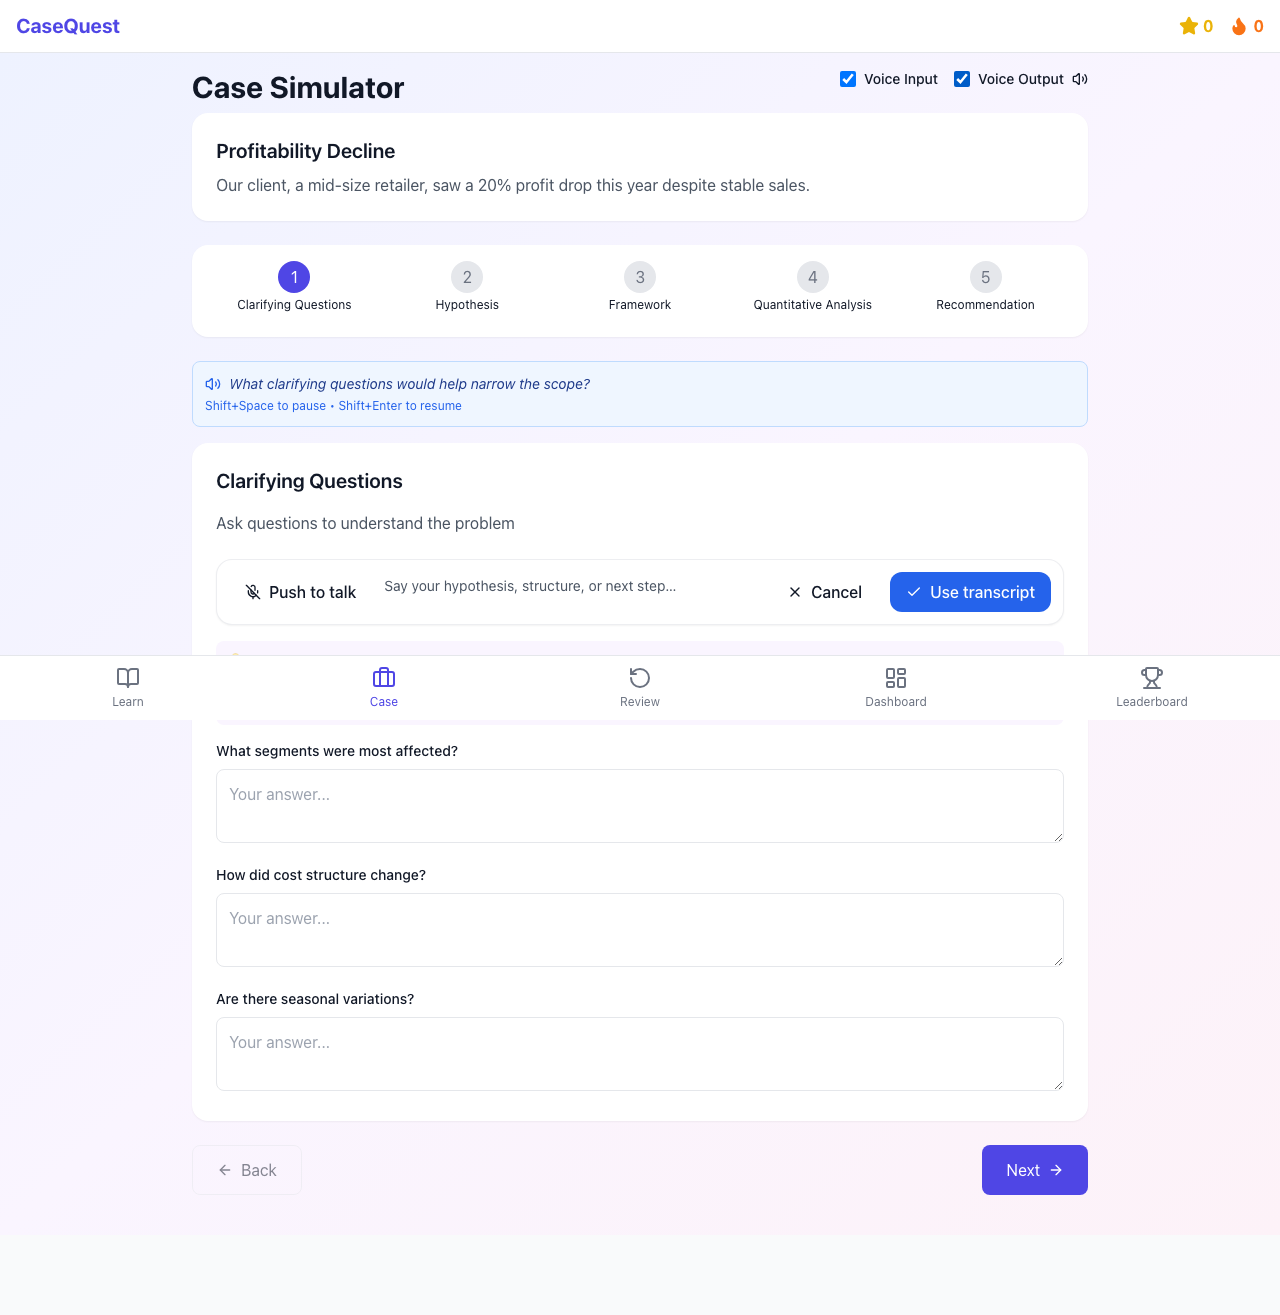 CaseQuest
0
0
Case Simulator
Voice Input
Voice Output
Profitability Decline
Our client, a mid-size retailer, saw a 20% profit drop this year despite stable sales.
1
2
3
4
5
Clarifying Questions
Hypothesis
Framework
Quantitative Analysis
Recommendation
What clarifying questions would help narrow the scope?
Shift+Space to pause • Shift+Enter to resume
Clarifying Questions
Ask questions to understand the problem
Push to talk
Say your hypothesis, structure, or next step...
Cancel
Use transcript
Learn
Case
Review
Dashboard
Leaderboard
What segments were most affected?
Your answer...
How did cost structure change?
Your answer...
Are there seasonal variations?
Your answer...
Back
Next